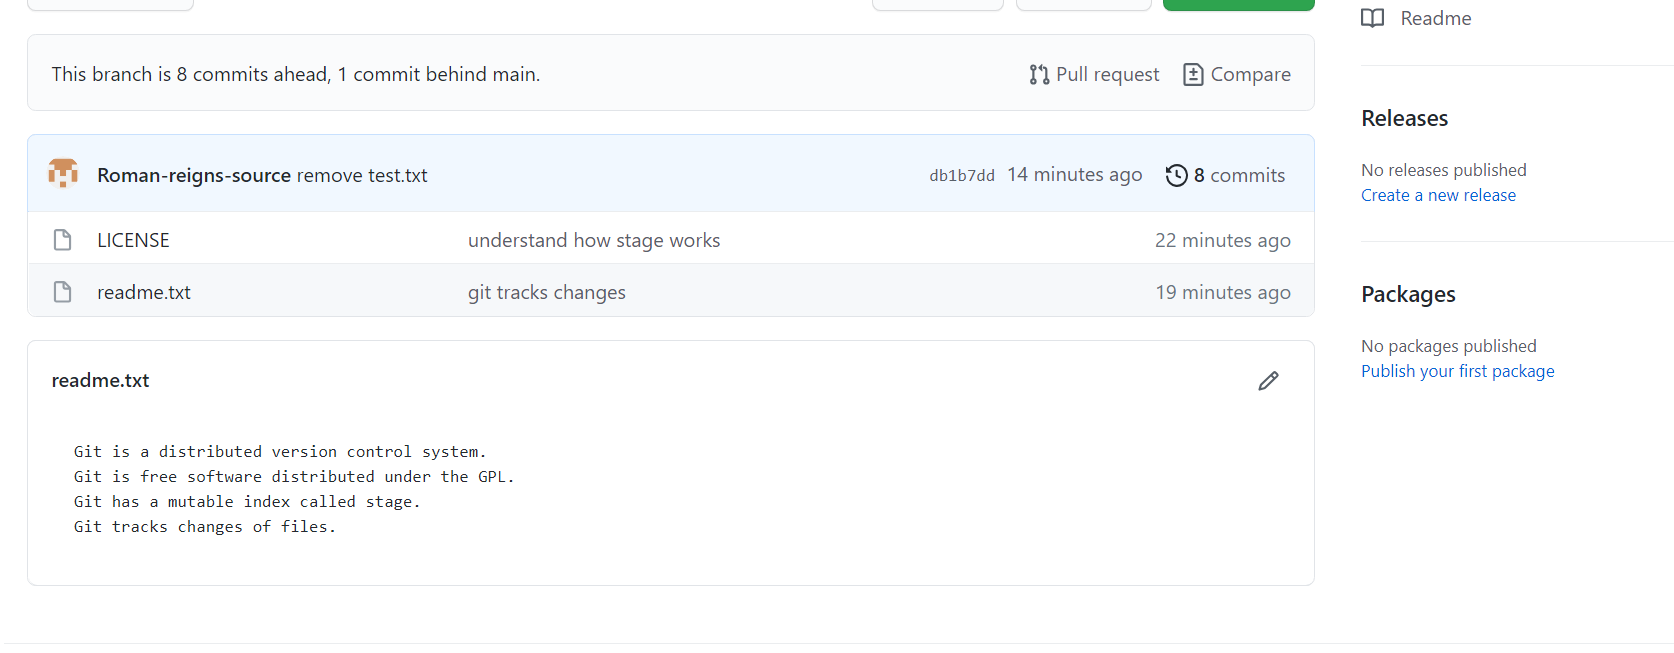 Readme
This branch is 8 commits ahead, 1 commit behind main.
Pull request Compare
Roman-reigns-source remove test.txt db1b7dd 14 minutes ago 8 commits
LICENSE understand how stage works 22 minutes ago
readme.txt git tracks changes 19 minutes ago
readme.txt
Git is a distributed version control system.
Git is free software distributed under the GPL.
Git has a mutable index called stage.
Git tracks changes of files.
Releases
No releases published
Create a new release
Packages
No packages published
Publish your first package